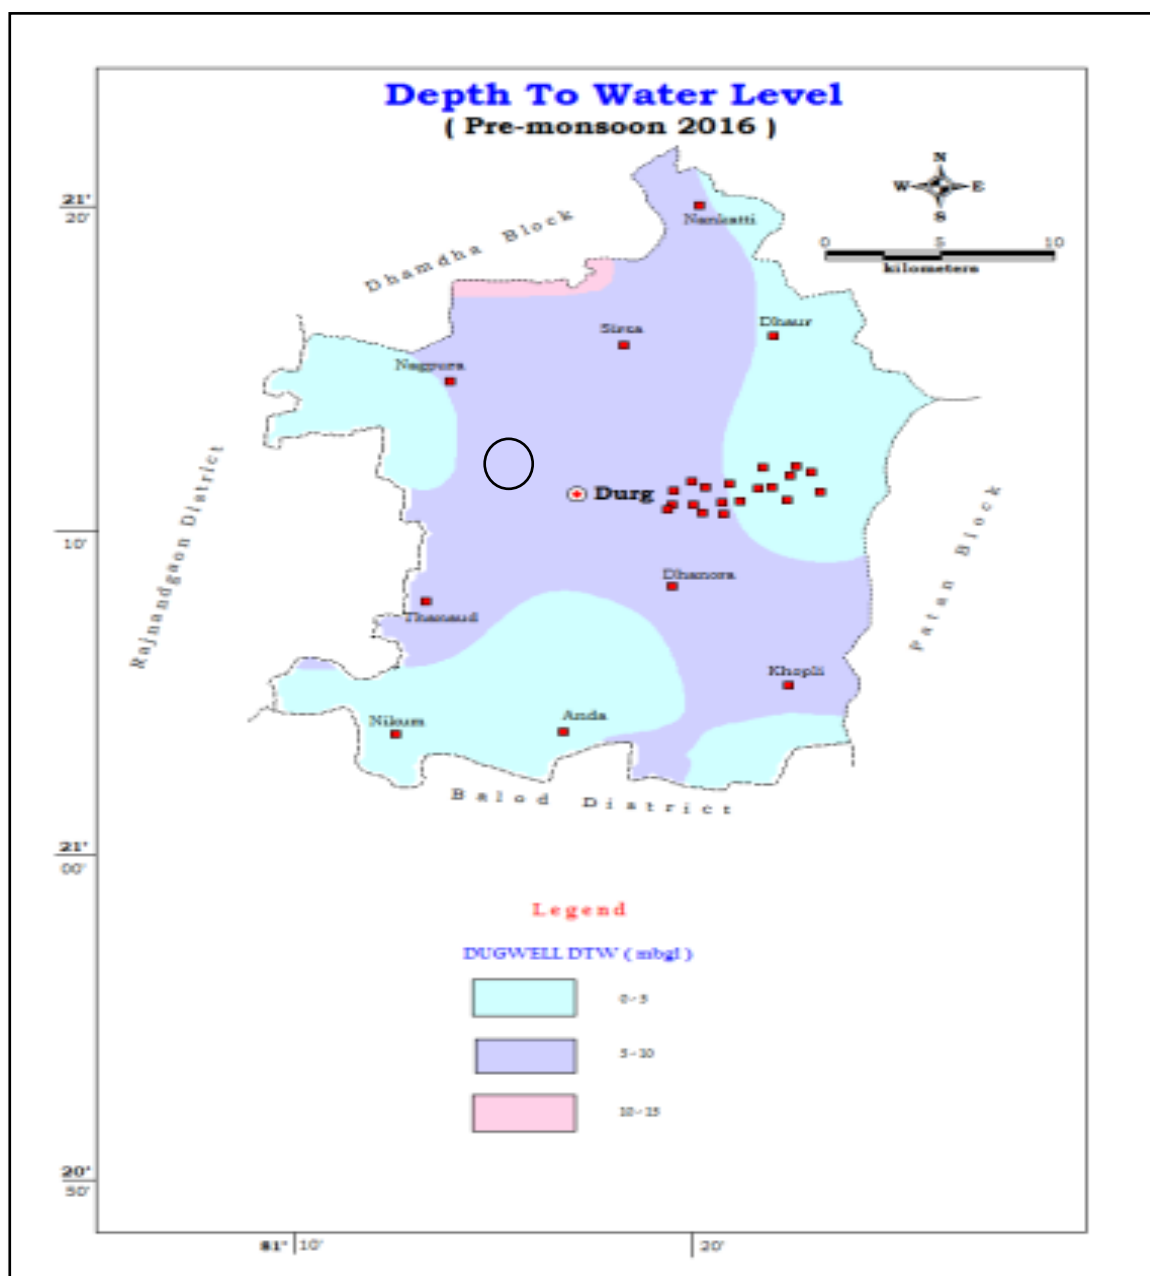 Depth To Water Level
( Pre-monsoon 2016 )
N
W E
S
0 5 10
kilometers
21°
20'
Dhamdha Block
Nankatti
Sirsa
Dhaur
Nagpura
Rajnandgaon District
Durg
10'
Dhanora
Thanaud
Patan Block
Khopli
Nikum
Anda
Balod District
21°
00'
Legend
DUGWELL DTW ( mbgl )
0-5
5-10
10-15
20°
50'
81° 10' 20'